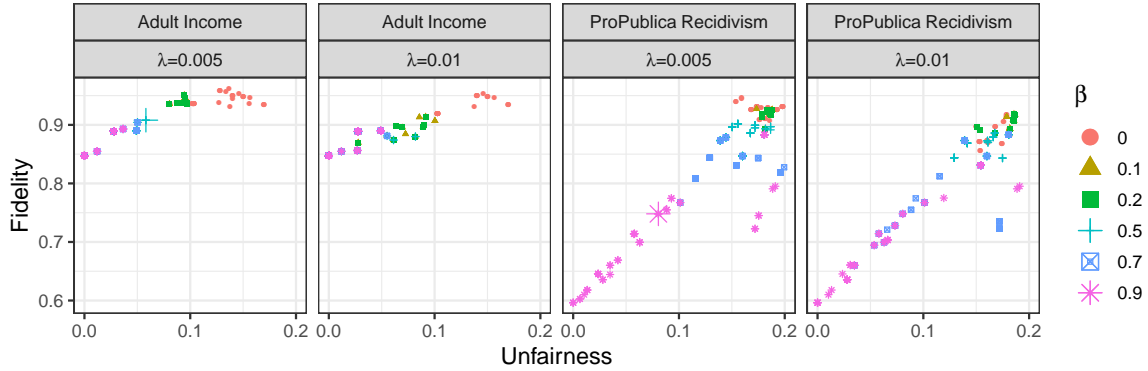 Adult Income
Adult Income
ProPublica Recidivism
ProPublica Recidivism
λ=0.005
λ=0.01
λ=0.005
λ=0.01
Fidelity
0.9
0.8
0.7
0.6
0.0
0.1
0.2
0.0
0.1
0.2
0.0
0.1
0.2
0.0
0.1
0.2
Unfairness
β
0
0.1
0.2
0.5
0.7
0.9